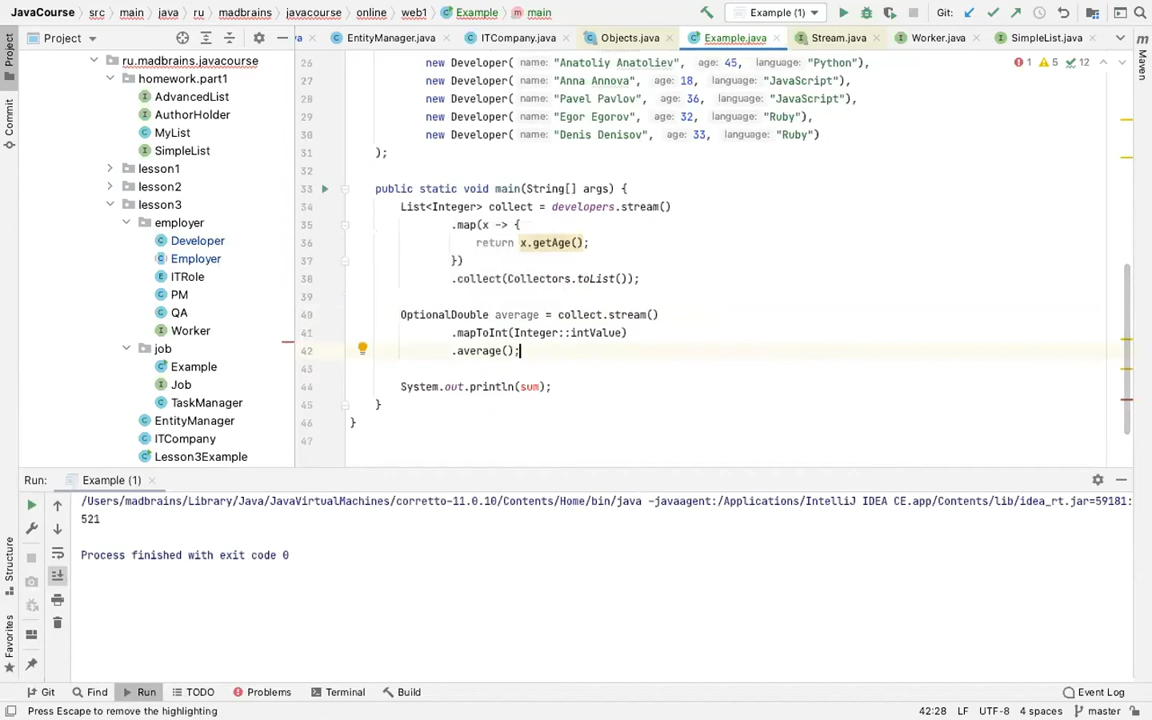 JavaCourse > src > main > java > ru > madbrains > javacourse > online > web1 > Example > main
Example (1)
Git:
Project
EntityManager.java
ITCompany.java
Objects.java
Example.java
Stream.java
Worker.java
SimpleList.java
Project
Commit
Structure
Favorites
Maven
ru.madbrains.javacourse
homework.part1
AdvancedList
AuthorHolder
MyList
SimpleList
lesson1
lesson2
lesson3
employer
Developer
Employer
ITRole
PM
QA
Worker
job
Example
Job
TaskManager
EntityManager
ITCompany
Lesson3Example
1 5 12
26 new Developer( name: "Anatoliy Anatoliev", age: 45, language: "Python"),
27 new Developer( name: "Anna Annova", age: 18, language: "JavaScript"),
28 new Developer( name: "Pavel Pavlov", age: 36, language: "JavaScript"),
29 new Developer( name: "Egor Egorov", age: 32, language: "Ruby"),
30 new Developer( name: "Denis Denisov", age: 33, language: "Ruby")
31 );
32
33 public static void main(String[] args) {
34 List<Integer> collect = developers.stream()
35 .map(x -> {
36 return x.getAge();
37 })
38 .collect(Collectors.toList());
39
40 OptionalDouble average = collect.stream()
41 .mapToInt(Integer::intValue)
42 .average();
43
44 System.out.println(sum);
45 }
46 }
47
Run: Example (1)
/Users/madbrains/Library/Java/JavaVirtualMachines/corretto-11.0.10/Contents/Home/bin/java -javaagent:/Applications/IntelliJ IDEA CE.app/Contents/lib/idea_rt.jar=59181:
521
Process finished with exit code 0
Git Find Run TODO Problems Terminal Build Event Log
Press Escape to remove the highlighting 42:28 LF UTF-8 4 spaces master